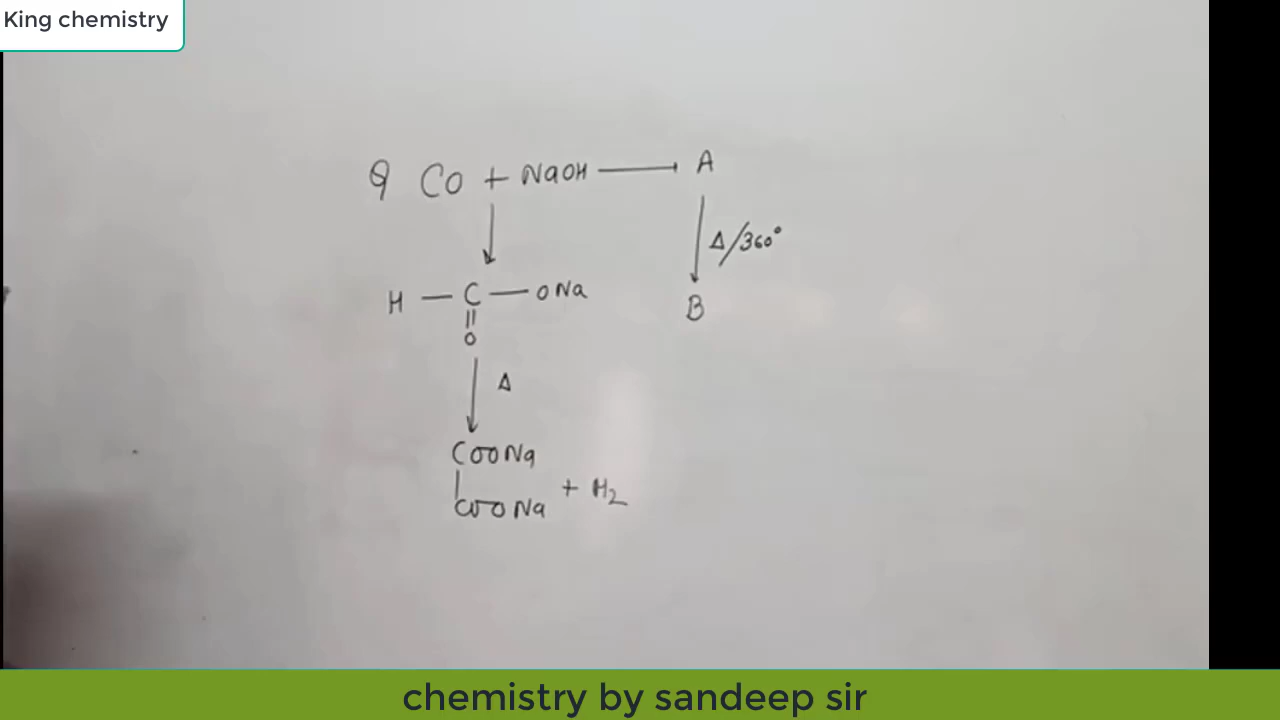 King chemistry
Q CO + NaOH ⟶ A
Δ/360°
B
H — C — ONa
||
O
Δ
COONa
|
COONa + H2
chemistry by sandeep sir